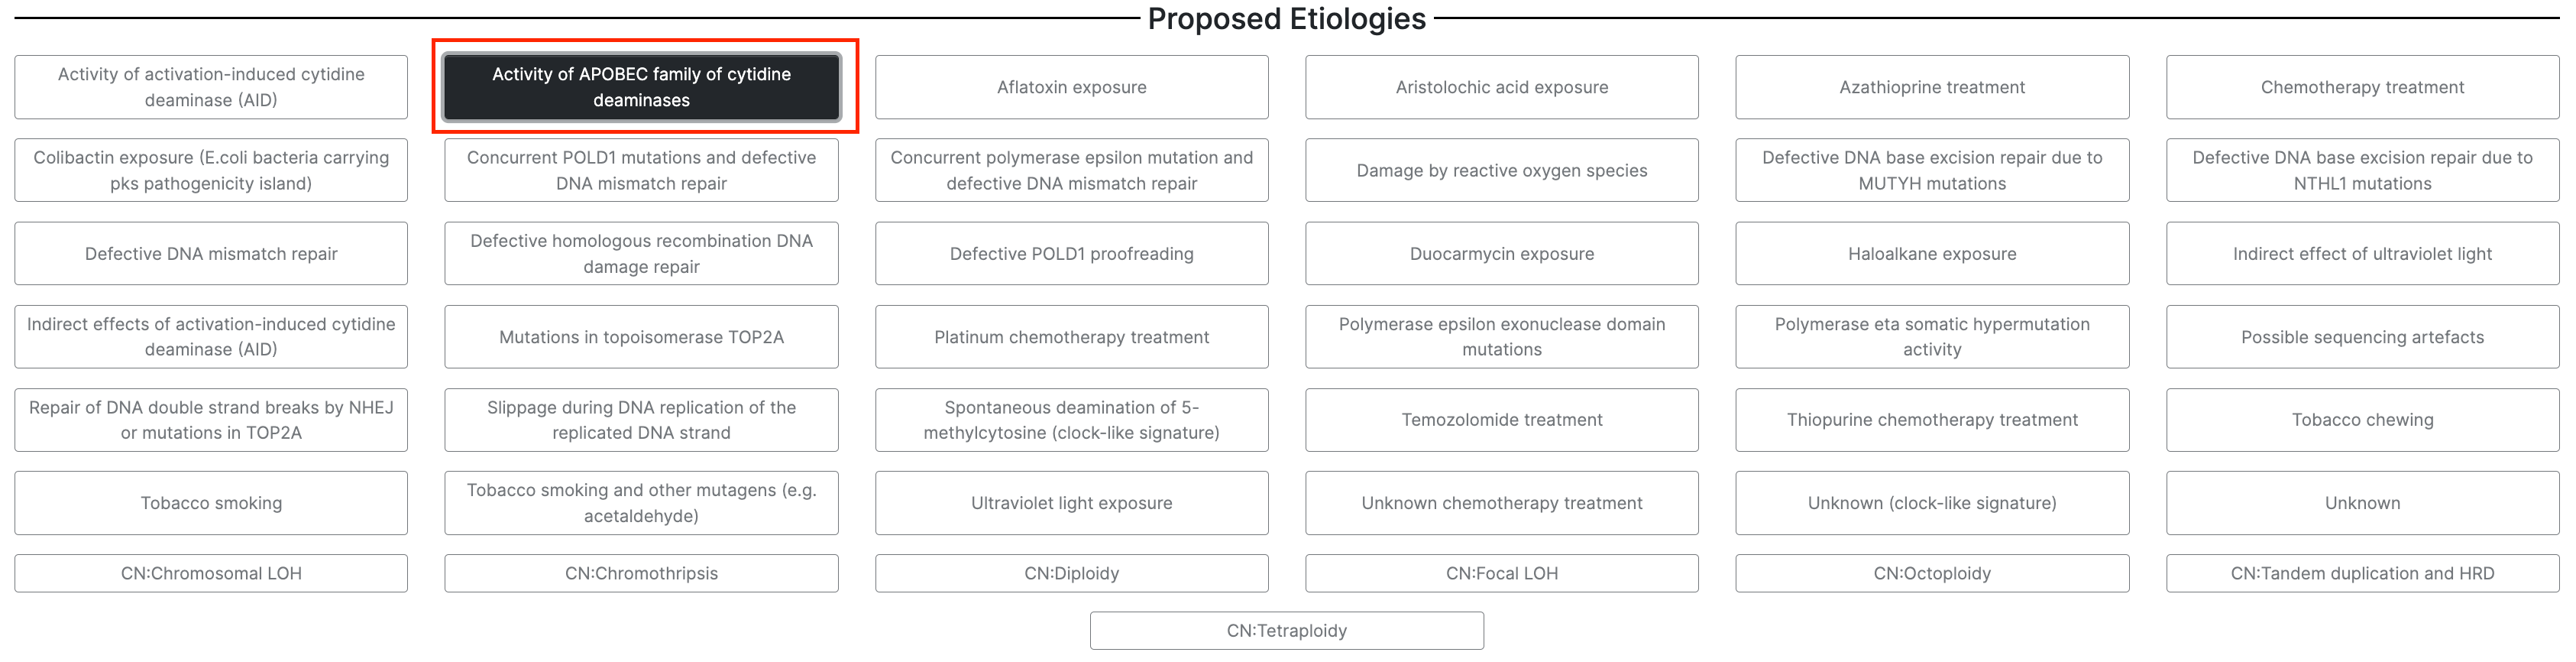 Proposed Etiologies
Activity of activation-induced cytidine
deaminase (AID)
Activity of APOBEC family of cytidine
deaminases
Aflatoxin exposure
Aristolochic acid exposure
Azathioprine treatment
Chemotherapy treatment
Colibactin exposure (E.coli bacteria carrying
pks pathogenicity island)
Concurrent POLD1 mutations and defective
DNA mismatch repair
Concurrent polymerase epsilon mutation and
defective DNA mismatch repair
Damage by reactive oxygen species
Defective DNA base excision repair due to
MUTYH mutations
Defective DNA base excision repair due to
NTHL1 mutations
Defective DNA mismatch repair
Defective homologous recombination DNA
damage repair
Defective POLD1 proofreading
Duocarmycin exposure
Haloalkane exposure
Indirect effect of ultraviolet light
Indirect effects of activation-induced cytidine
deaminase (AID)
Mutations in topoisomerase TOP2A
Platinum chemotherapy treatment
Polymerase epsilon exonuclease domain
mutations
Polymerase eta somatic hypermutation
activity
Possible sequencing artefacts
Repair of DNA double strand breaks by NHEJ
or mutations in TOP2A
Slippage during DNA replication of the
replicated DNA strand
Spontaneous deamination of 5-
methylcytosine (clock-like signature)
Temozolomide treatment
Thiopurine chemotherapy treatment
Tobacco chewing
Tobacco smoking
Tobacco smoking and other mutagens (e.g.
acetaldehyde)
Ultraviolet light exposure
Unknown chemotherapy treatment
Unknown (clock-like signature)
Unknown
CN:Chromosomal LOH
CN:Chromothripsis
CN:Diploidy
CN:Focal LOH
CN:Octoploidy
CN:Tandem duplication and HRD
CN:Tetraploidy